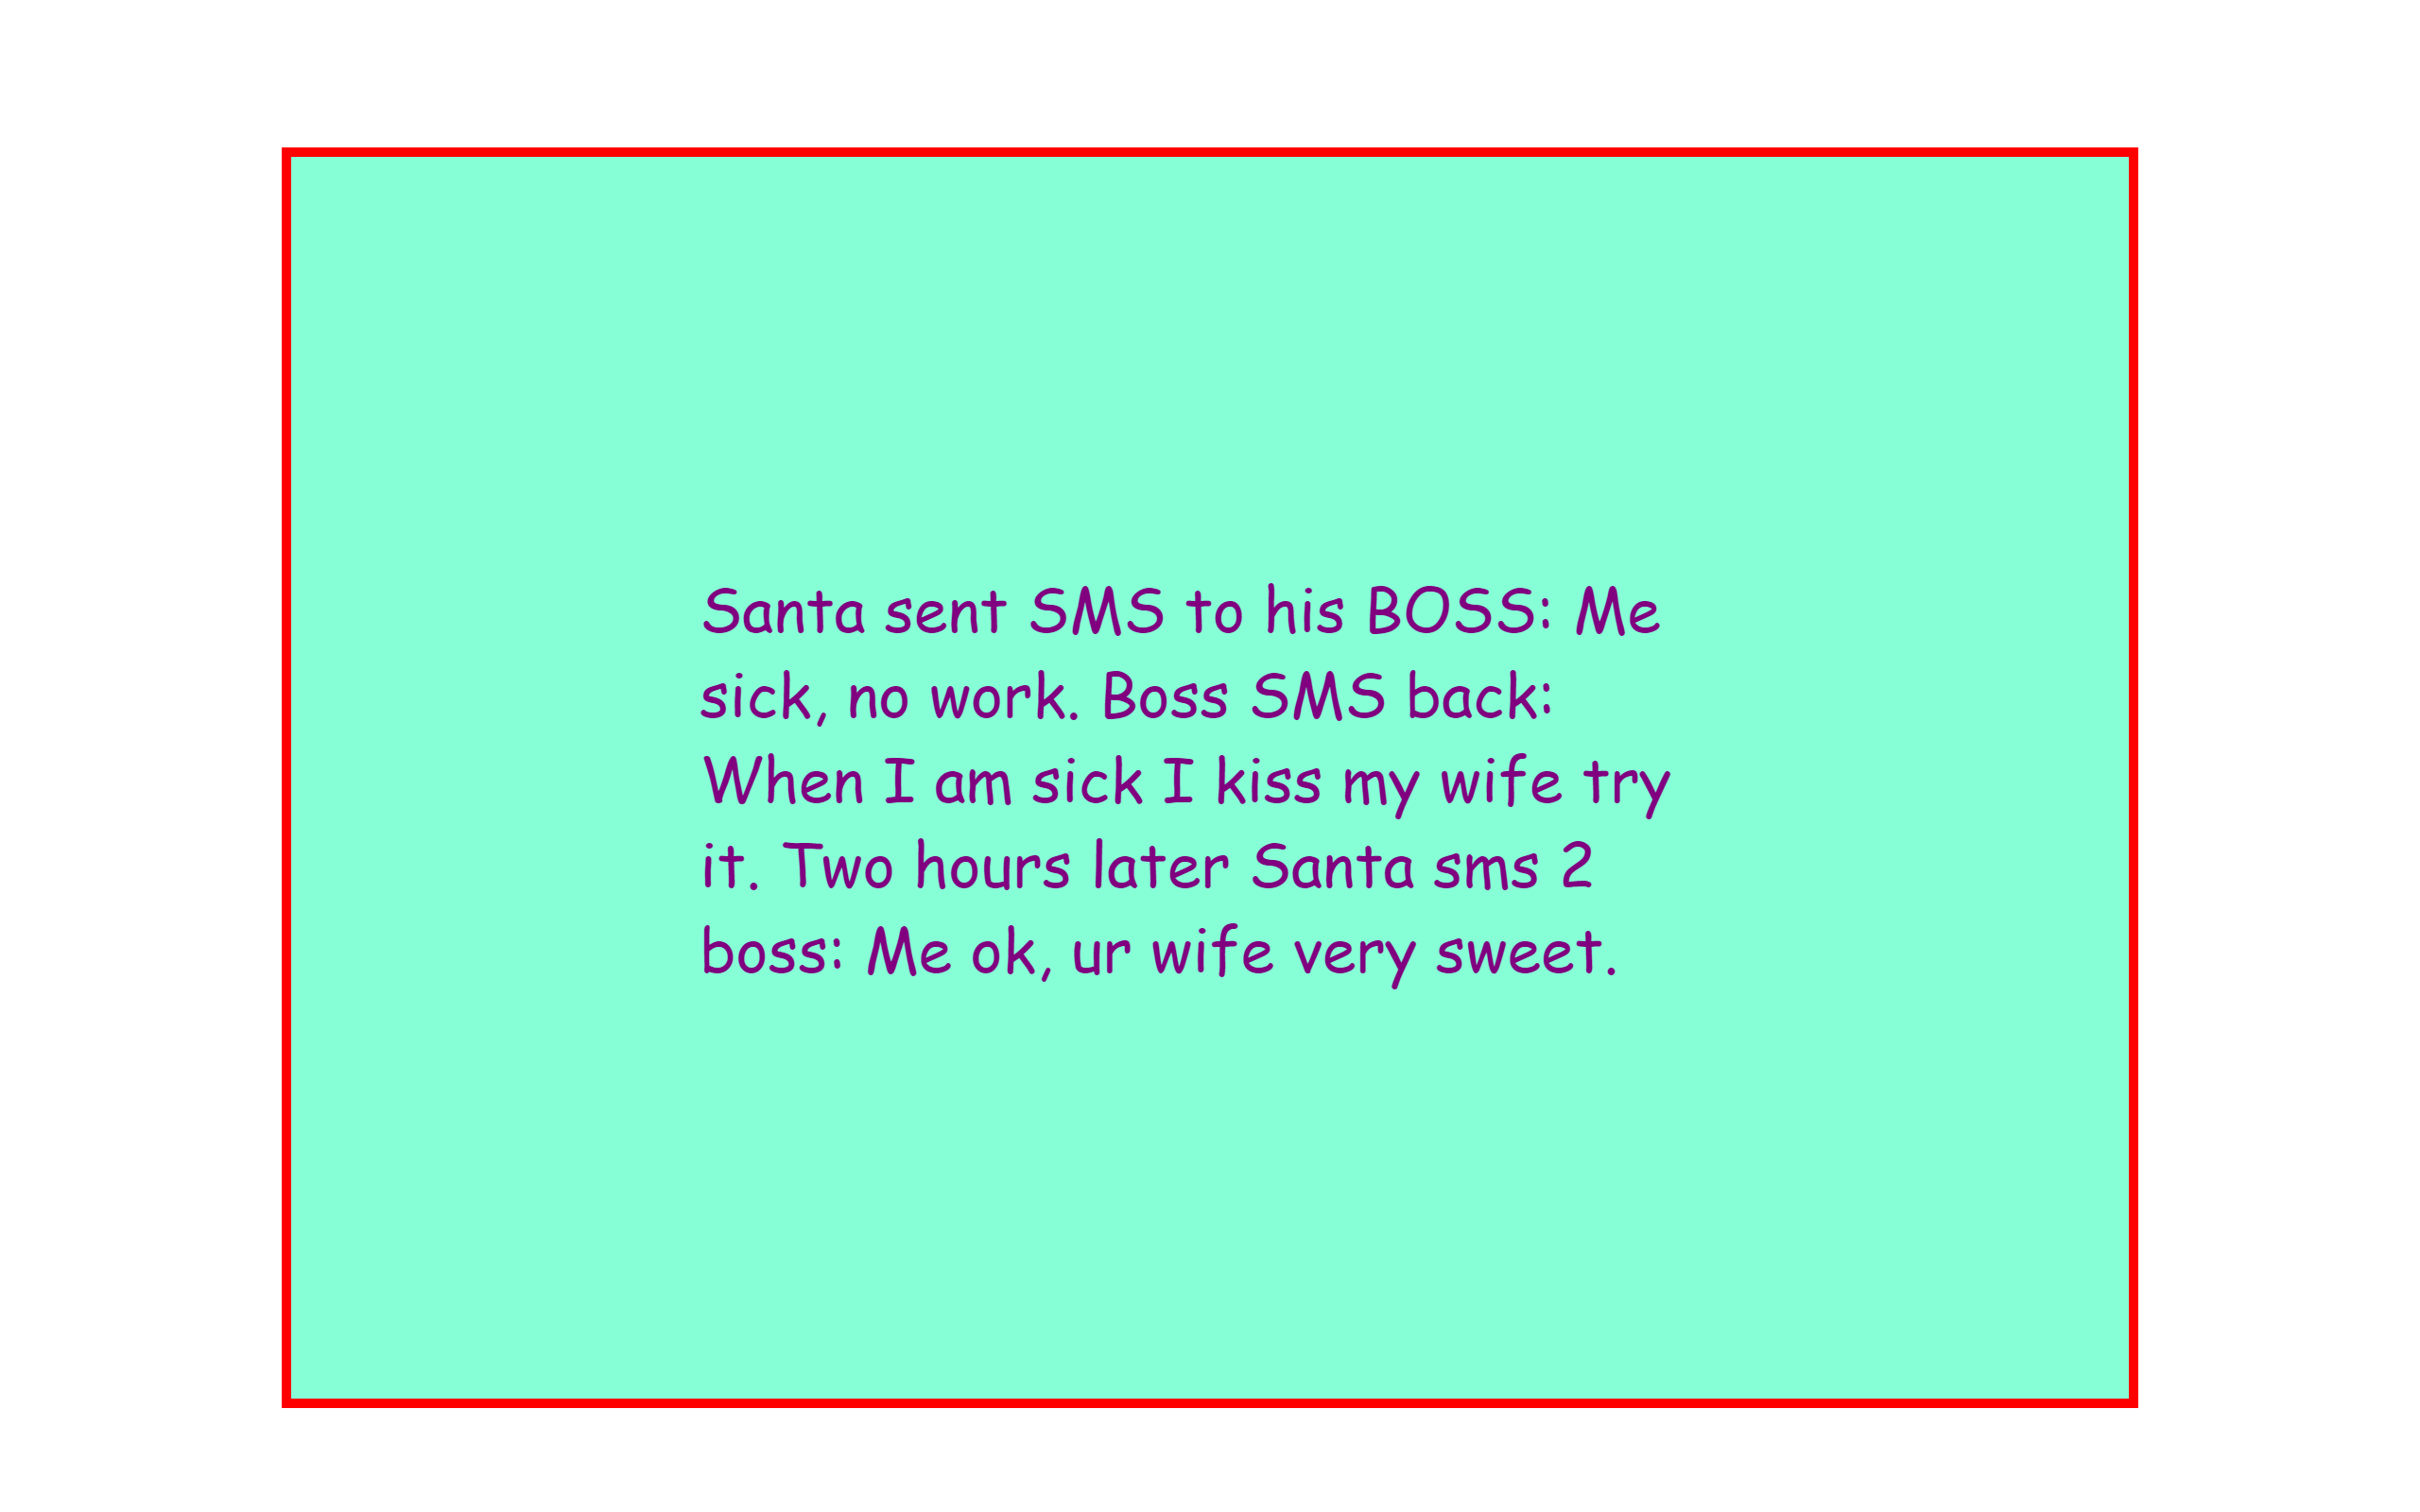 Santa sent SMS to his BOSS: Me
sick, no work. Boss SMS back:
When I am sick I kiss my wife try
it. Two hours later Santa sms 2
boss: Me ok, ur wife very sweet.